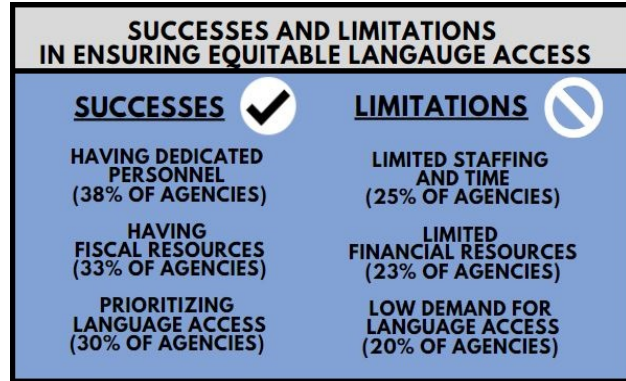 SUCCESSES AND LIMITATIONS
IN ENSURING EQUITABLE LANGAUGE ACCESS
SUCCESSES
HAVING DEDICATED
PERSONNEL
(38% OF AGENCIES)
HAVING
FISCAL RESOURCES
(33% OF AGENCIES)
PRIORITIZING
LANGUAGE ACCESS
(30% OF AGENCIES)
LIMITATIONS
LIMITED STAFFING
AND TIME
(25% OF AGENCIES)
LIMITED
FINANCIAL RESOURCES
(23% OF AGENCIES)
LOW DEMAND FOR
LANGUAGE ACCESS
(20% OF AGENCIES)